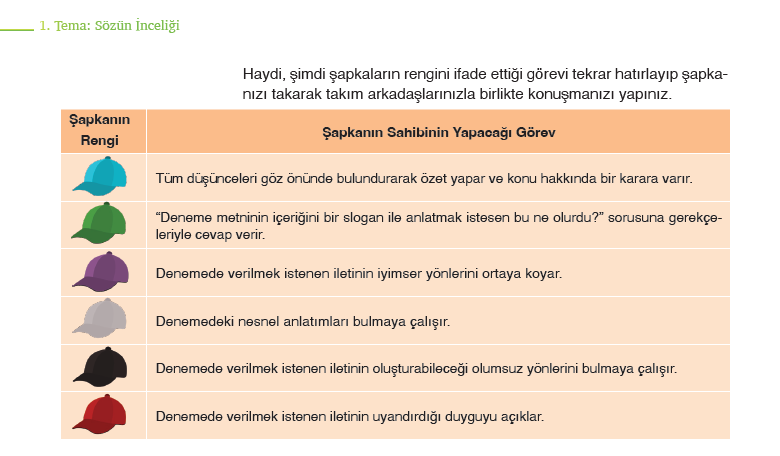 1. Tema: Sözün İnceliği
Haydi, şimdi şapkaların rengini ifade ettiği görevi tekrar hatırlayıp şapka-
nızı takarak takım arkadaşlarınızla birlikte konuşmanızı yapınız.
Şapkanın
Rengi
Şapkanın Sahibinin Yapacağı Görev
Tüm düşünceleri göz önünde bulundurarak özet yapar ve konu hakkında bir karara varır.
“Deneme metninin içeriğini bir slogan ile anlatmak istesen bu ne olurdu?” sorusuna gerekçe-
leriyle cevap verir.
Denemede verilmek istenen iletinin iyimser yönlerini ortaya koyar.
Denemedeki nesnel anlatımları bulmaya çalışır.
Denemede verilmek istenen iletinin oluşturabileceği olumsuz yönlerini bulmaya çalışır.
Denemede verilmek istenen iletinin uyandırdığı duyguyu açıklar.